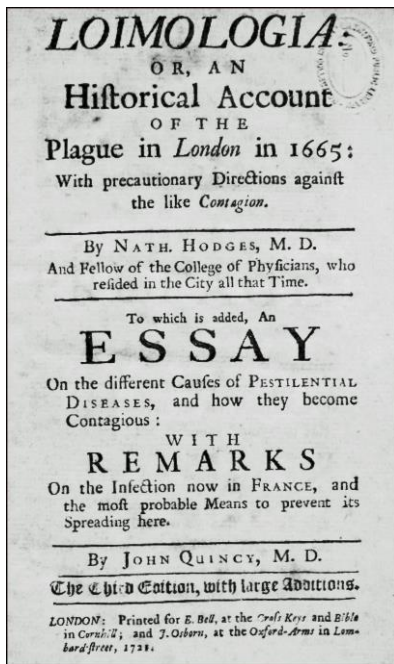 LOIMOLOGIA:
OR, AN
Hiſtorical Account
OF THE
Plague in London in 1665:
With precautionary Directions againſt
the like Contagion.
By NATH. HODGES, M. D.
And Fellow of the College of Phyſicians, who
reſided in the City all that Time.
To which is added, An
ESSAY
On the different Cauſes of PESTILENTIAL
DISEASES, and how they become
Contagious:
WITH
REMARKS
On the Infection now in FRANCE, and
the moſt probable Means to prevent its
Spreading here.
By JOHN QUINCY, M. D.
The Third Edition, with large Additions.
LONDON: Printed for E. Bell, at the Croſs Keys and Bible
in Cornhill; and J. Osborn, at the Oxford-Arms in Lom-
bard-ſtreet, 1721.